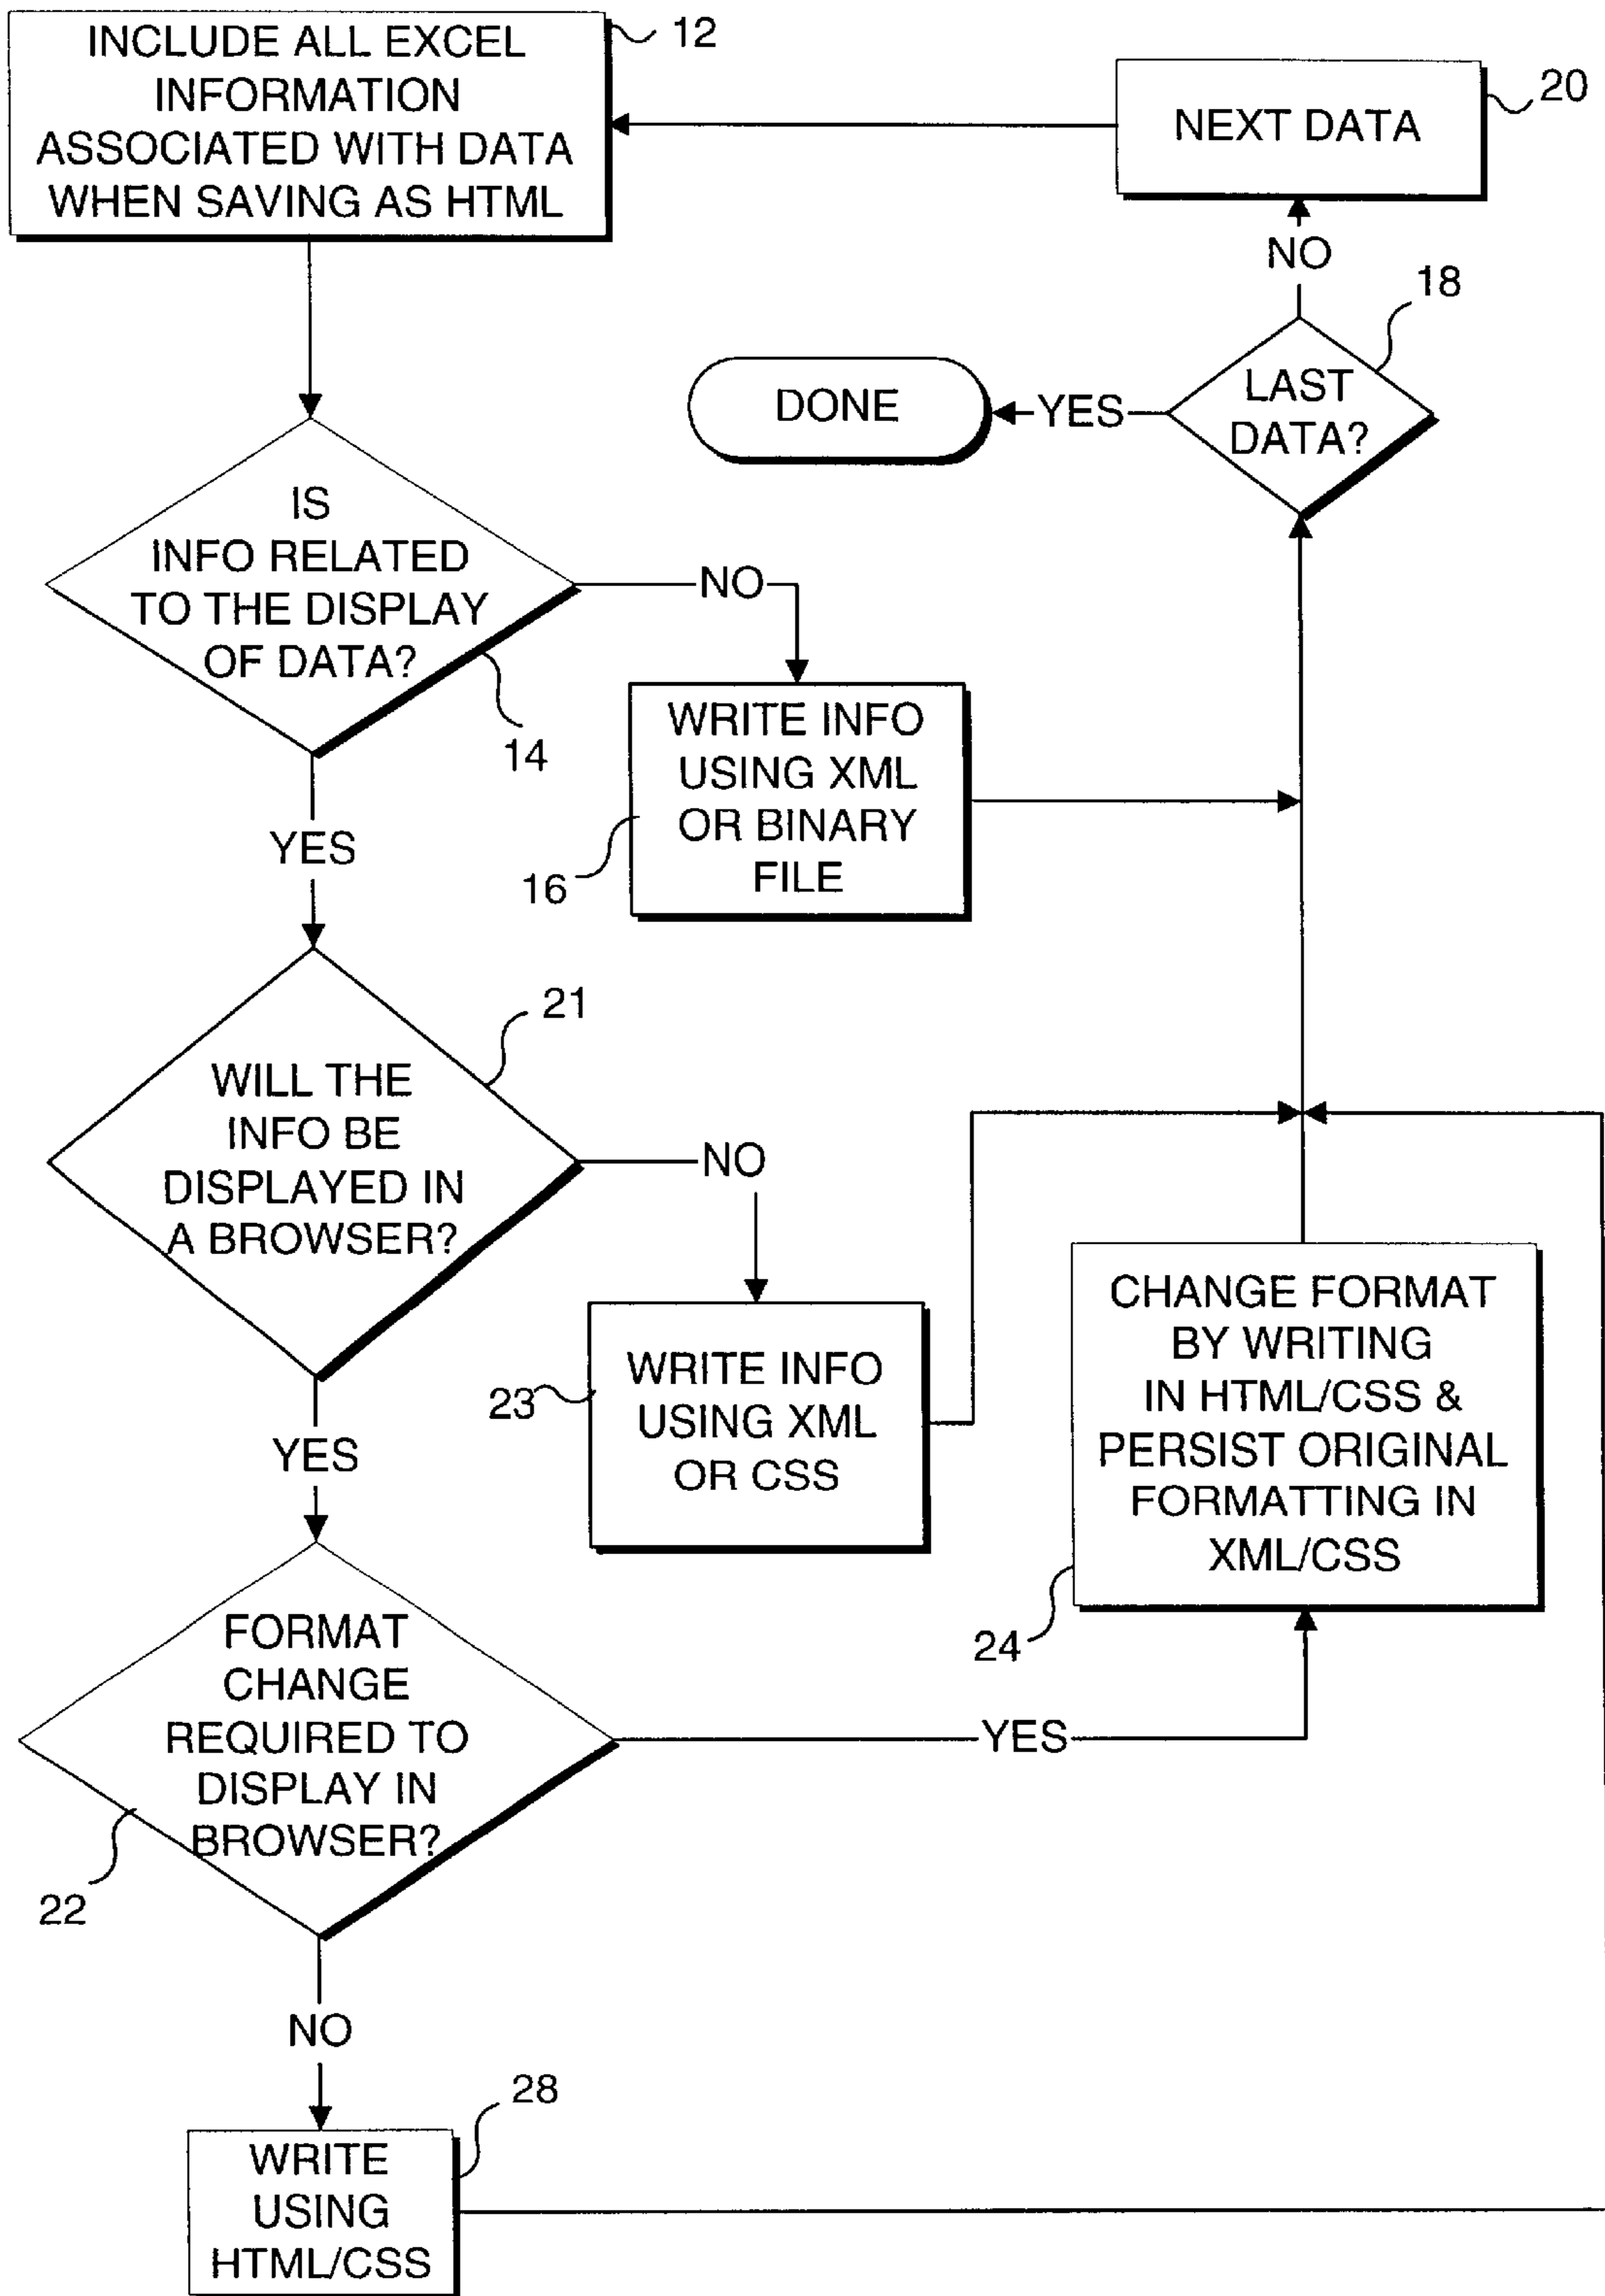 INCLUDE ALL EXCEL
INFORMATION
ASSOCIATED WITH DATA
WHEN SAVING AS HTML
12
NEXT DATA
20
NO
18
LAST
DATA?
YES
DONE
IS
INFO RELATED
TO THE DISPLAY
OF DATA?
14
NO
WRITE INFO
USING XML
OR BINARY
FILE
16
YES
21
WILL THE
INFO BE
DISPLAYED IN
A BROWSER?
NO
WRITE INFO
USING XML
OR CSS
23
CHANGE FORMAT
BY WRITING
IN HTML/CSS &
PERSIST ORIGINAL
FORMATTING IN
XML/CSS
24
YES
FORMAT
CHANGE
REQUIRED TO
DISPLAY IN
BROWSER?
22
YES
NO
28
WRITE
USING
HTML/CSS